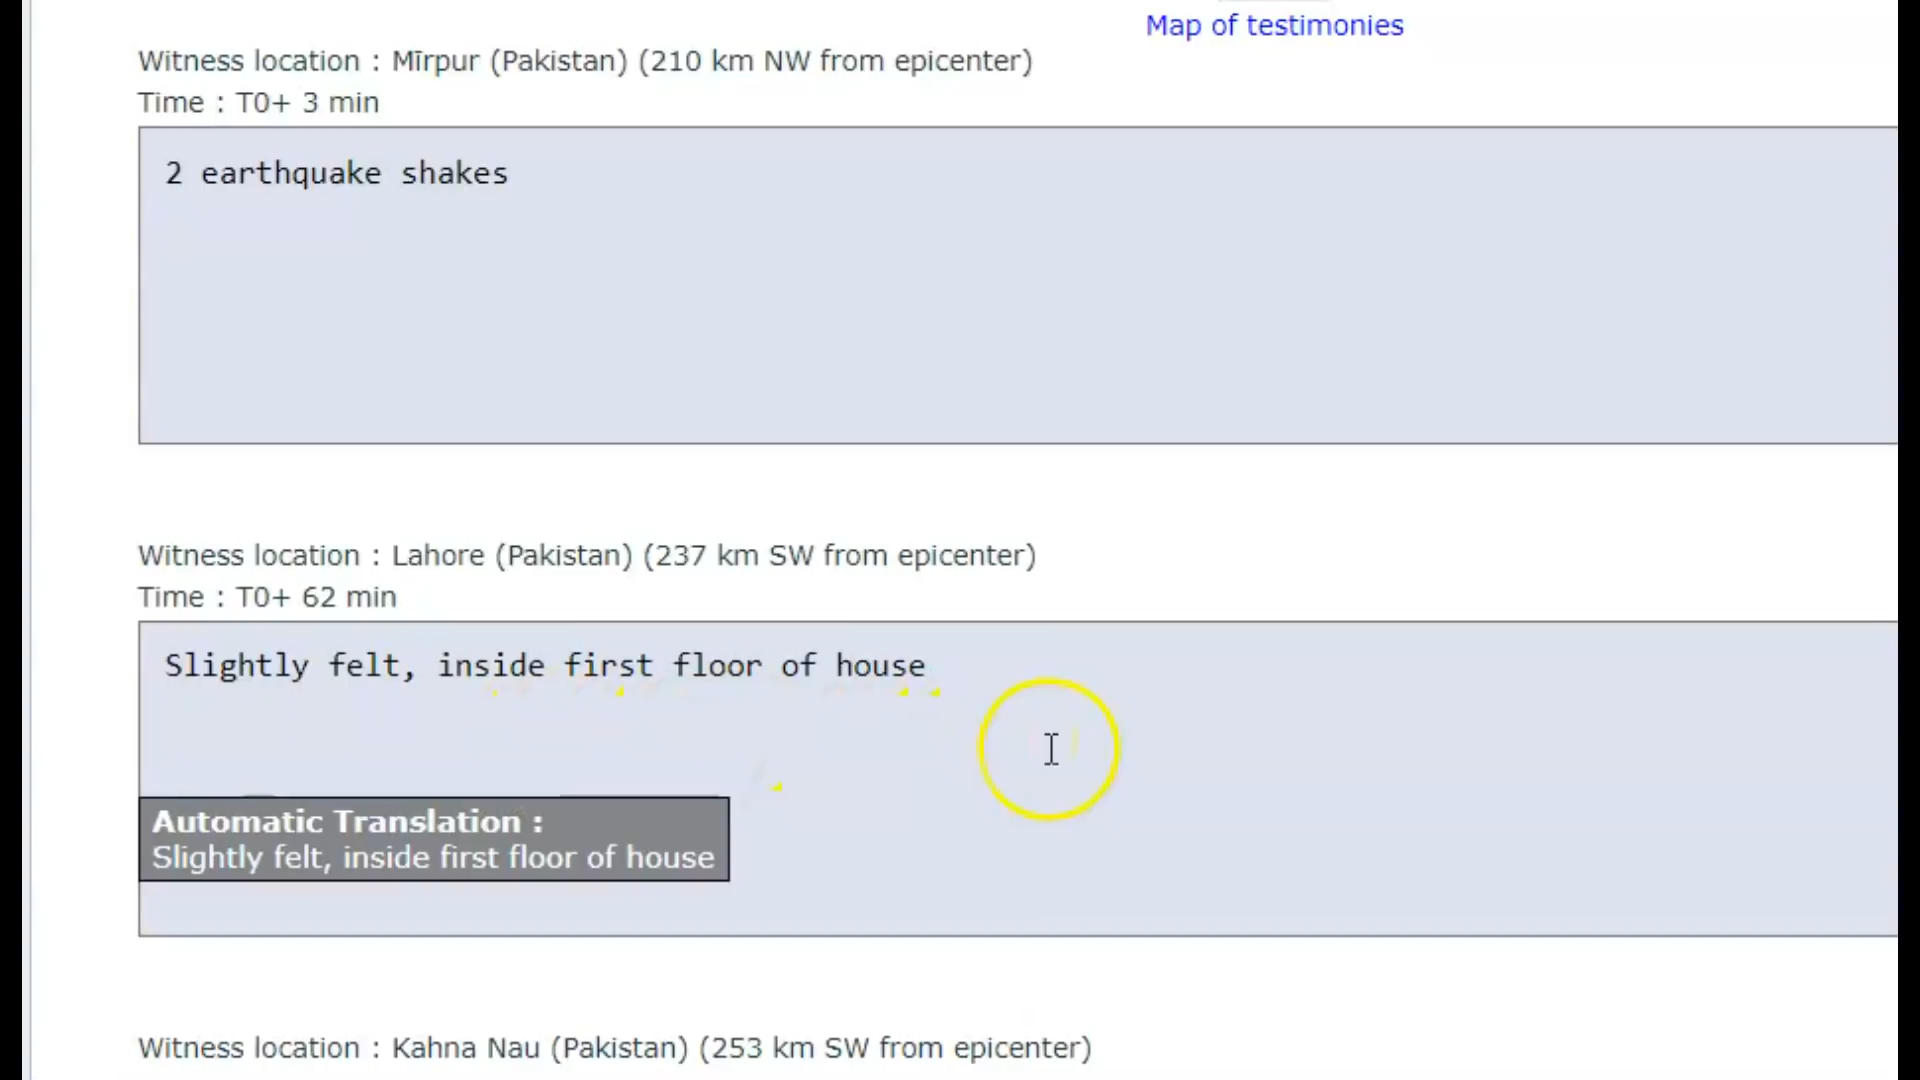 Map of testimonies
Witness location : Mīrpur (Pakistan) (210 km NW from epicenter)
Time : T0+ 3 min
2 earthquake shakes
Witness location : Lahore (Pakistan) (237 km SW from epicenter)
Time : T0+ 62 min
Slightly felt, inside first floor of house
Automatic Translation :
Slightly felt, inside first floor of house
Witness location : Kahna Nau (Pakistan) (253 km SW from epicenter)